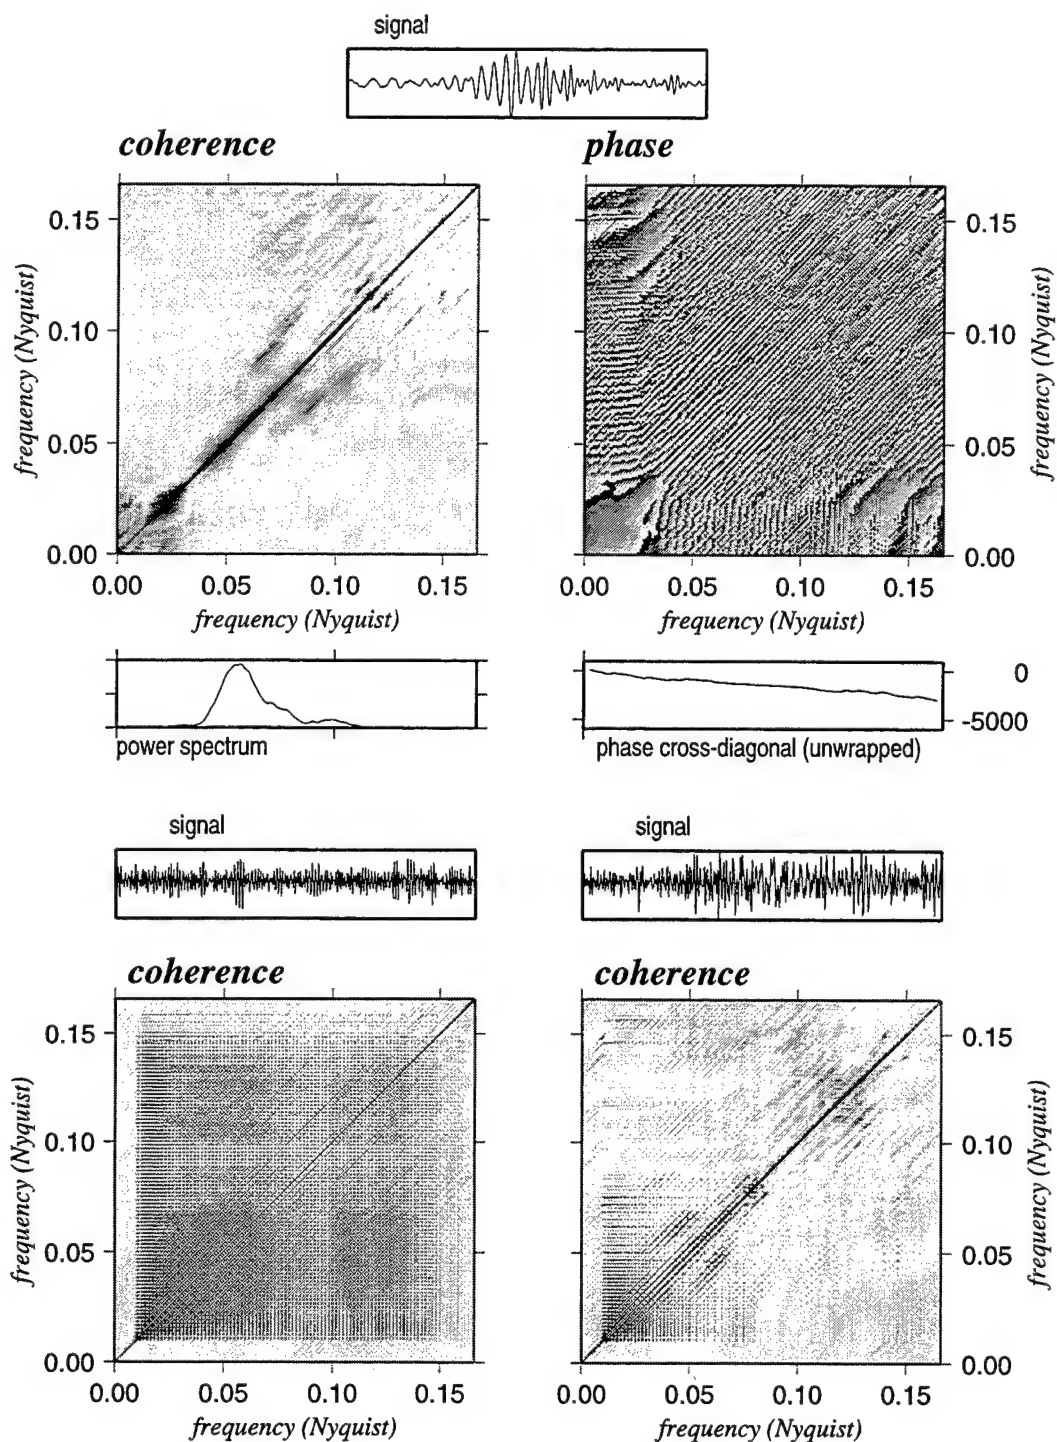 signal
coherence
phase
0.15
0.10
0.05
0.00
frequency (Nyquist)
0.00 0.05 0.10 0.15
frequency (Nyquist)
0.15
0.10
0.05
0.00
frequency (Nyquist)
0.00 0.05 0.10 0.15
frequency (Nyquist)
power spectrum
0
-5000
phase cross-diagonal (unwrapped)
signal
signal
coherence
coherence
0.15
0.10
0.05
0.00
frequency (Nyquist)
0.00 0.05 0.10 0.15
frequency (Nyquist)
0.15
0.10
0.05
0.00
frequency (Nyquist)
0.00 0.05 0.10 0.15
frequency (Nyquist)